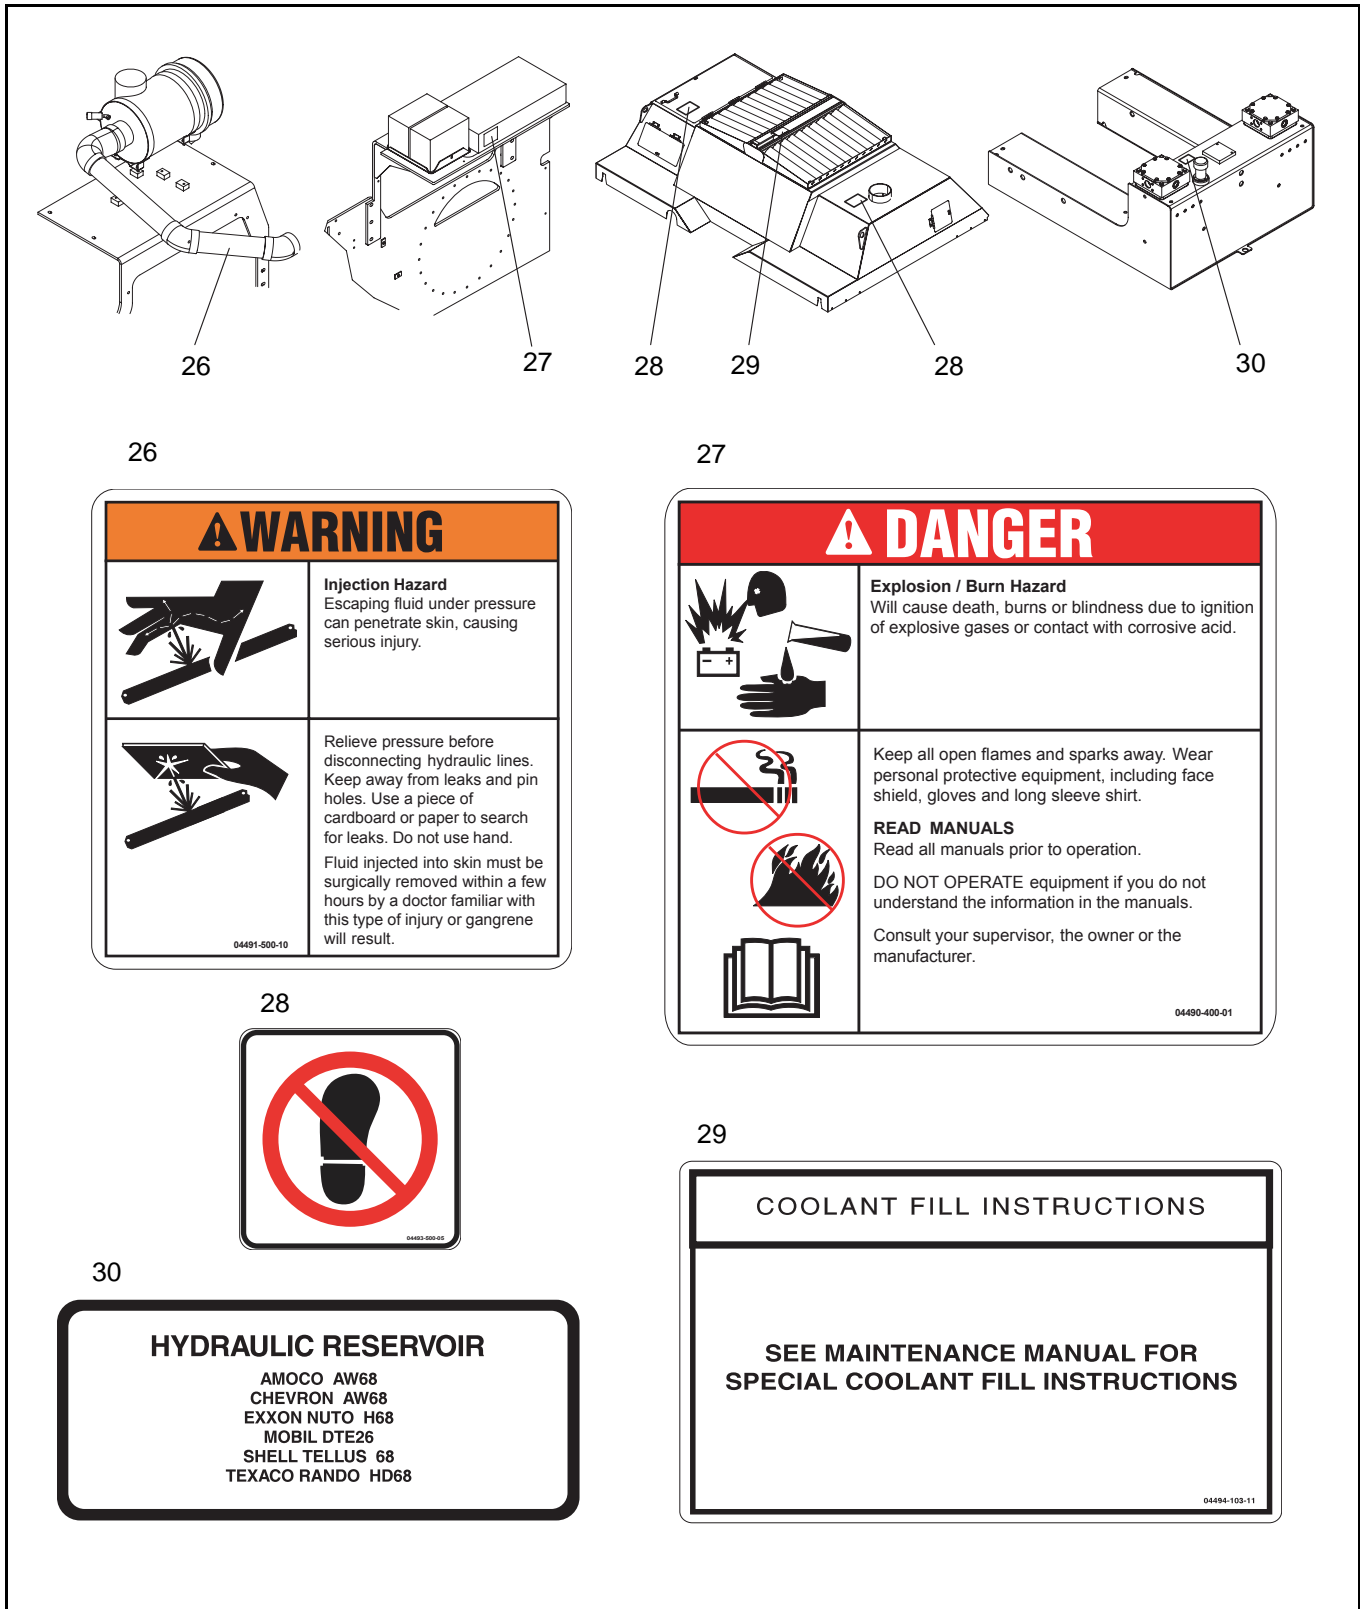 26
27
28
29
28
30
26
WARNING
Injection Hazard
Escaping fluid under pressure
can penetrate skin, causing
serious injury.
Relieve pressure before
disconnecting hydraulic lines.
Keep away from leaks and pin
holes. Use a piece of
cardboard or paper to search
for leaks. Do not use hand.
Fluid injected into skin must be
surgically removed within a few
hours by a doctor familiar with
this type of injury or gangrene
will result.
04491-500-10
27
DANGER
Explosion / Burn Hazard
Will cause death, burns or blindness due to ignition
of explosive gases or contact with corrosive acid.
Keep all open flames and sparks away. Wear
personal protective equipment, including face
shield, gloves and long sleeve shirt.
READ MANUALS
Read all manuals prior to operation.
DO NOT OPERATE equipment if you do not
understand the information in the manuals.
Consult your supervisor, the owner or the
manufacturer.
04490-400-01
28
04493-500-05
29
COOLANT FILL INSTRUCTIONS
SEE MAINTENANCE MANUAL FOR
SPECIAL COOLANT FILL INSTRUCTIONS
04494-103-11
30
HYDRAULIC RESERVOIR
AMOCO AW68
CHEVRON AW68
EXXON NUTO H68
MOBIL DTE26
SHELL TELLUS 68
TEXACO RANDO HD68